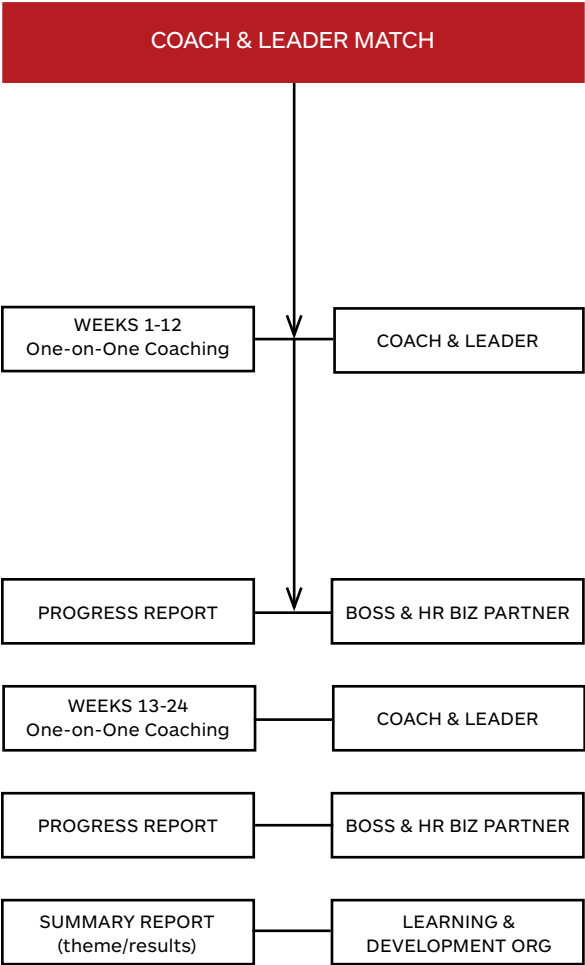 COACH & LEADER MATCH
WEEKS 1-12
One-on-One Coaching
COACH & LEADER
PROGRESS REPORT
BOSS & HR BIZ PARTNER
WEEKS 13-24
One-on-One Coaching
COACH & LEADER
PROGRESS REPORT
BOSS & HR BIZ PARTNER
SUMMARY REPORT
(theme/results)
LEARNING &
DEVELOPMENT ORG